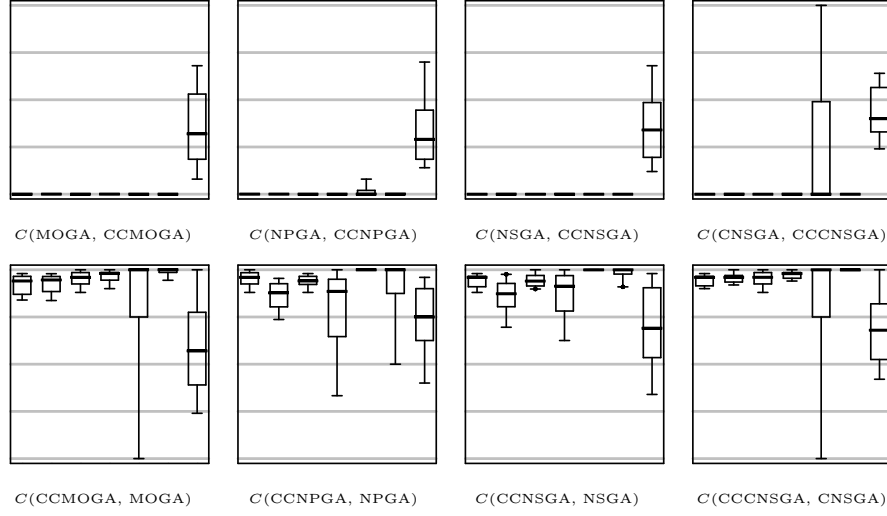 C(MOGA, CCMOGA) C(NPGA, CCNPGA) C(NSGA, CCNSGA) C(CNSGA, CCCNSGA)
C(CCMOGA, MOGA) C(CCNPGA, NPGA) C(CCNSGA, NSGA) C(CCCNSGA, CNSGA)